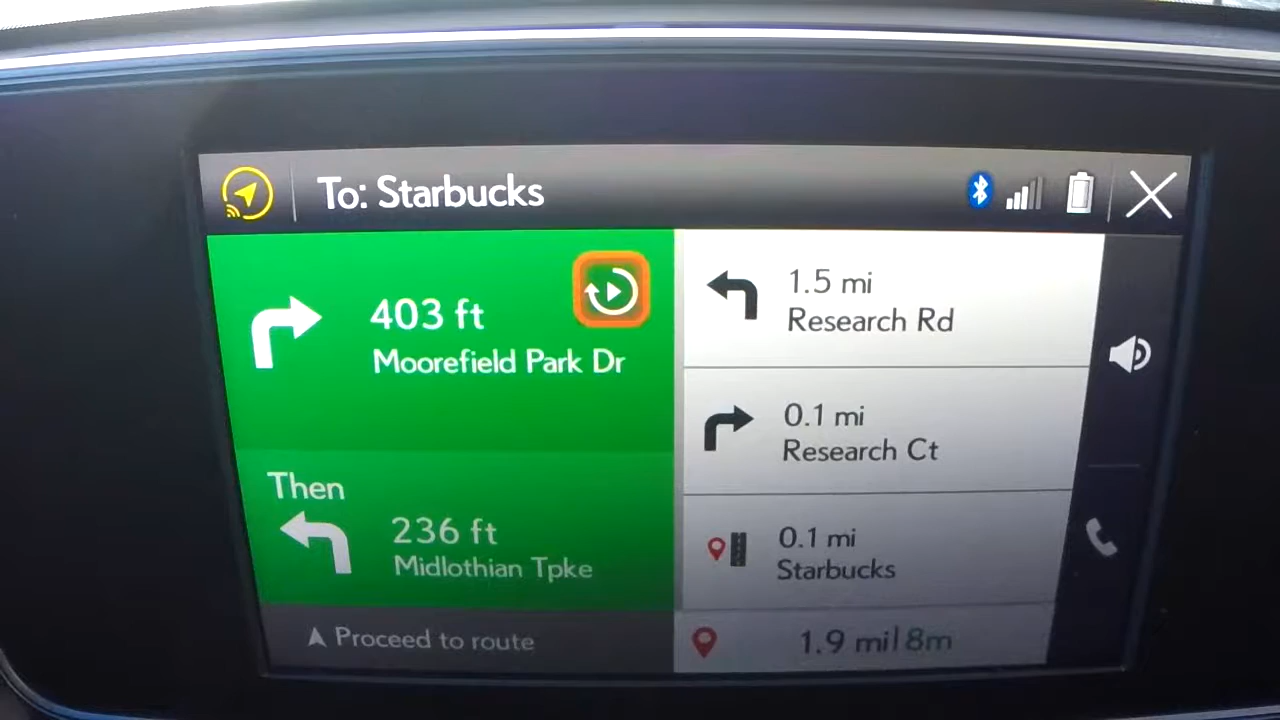 To: Starbucks
403 ft
Moorefield Park Dr
Then
236 ft
Midlothian Tpke
Proceed to route
1.5 mi
Research Rd
0.1 mi
Research Ct
0.1 mi
Starbucks
1.9 mi|8m